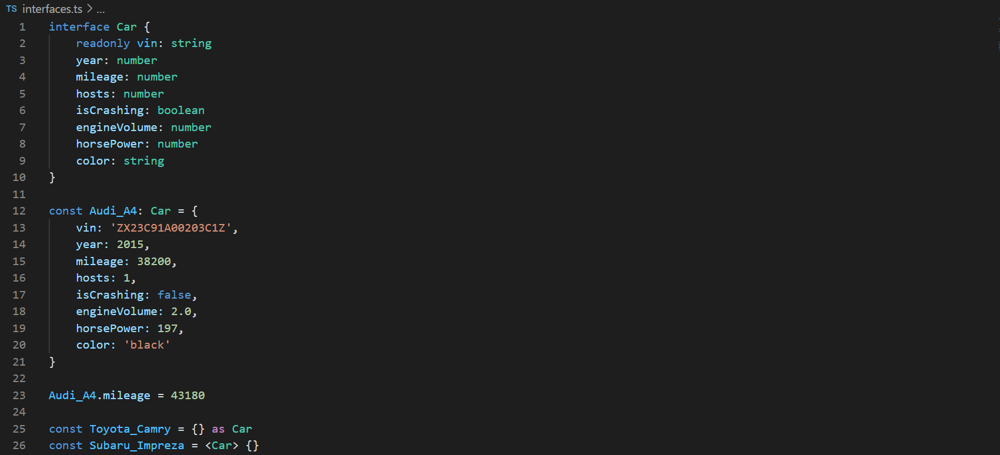 TS interfaces.ts > ...
1 interface Car {
2     readonly vin: string
3     year: number
4     mileage: number
5     hosts: number
6     isCrashing: boolean
7     engineVolume: number
8     horsePower: number
9     color: string
10 }
11
12 const Audi_A4: Car = {
13     vin: 'ZX23C91A00203C1Z',
14     year: 2015,
15     mileage: 38200,
16     hosts: 1,
17     isCrashing: false,
18     engineVolume: 2.0,
19     horsePower: 197,
20     color: 'black'
21 }
22
23 Audi_A4.mileage = 43180
24
25 const Toyota_Camry = {} as Car
26 const Subaru_Impreza = <Car> {}